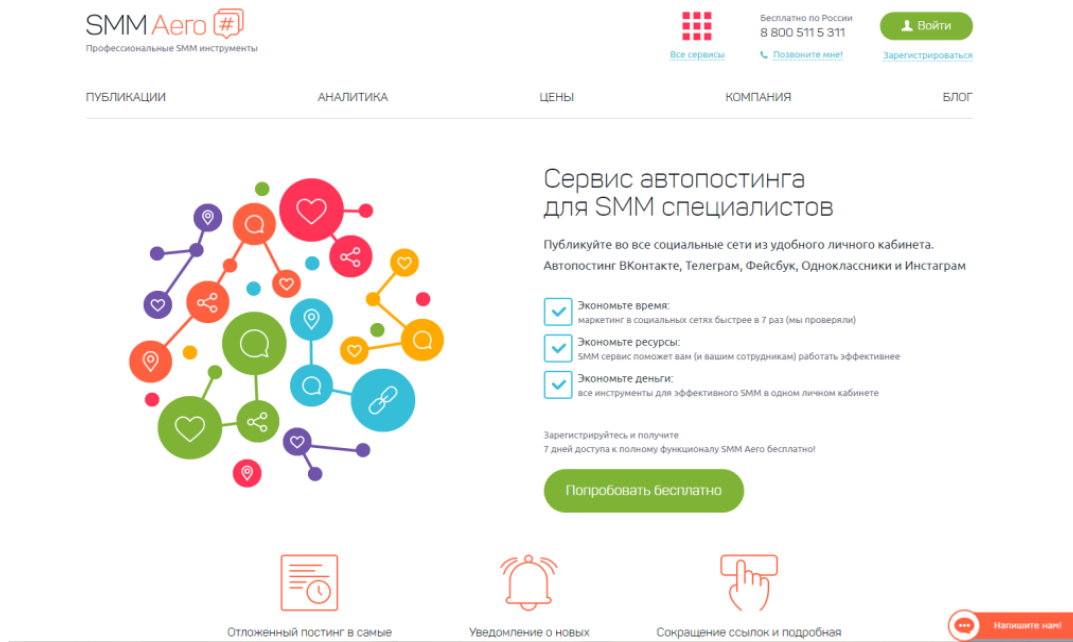 SMM Aero #
Профессиональные SMM инструменты
Все сервисы
Бесплатно по России
8 800 511 5 311
Позвоните мне!
Войти
Зарегистрироваться
ПУБЛИКАЦИИ АНАЛИТИКА ЦЕНЫ КОМПАНИЯ БЛОГ
Сервис автопостинга
для SMM специалистов
Публикуйте во все социальные сети из удобного личного кабинета.
Автопостинг ВКонтакте, Телеграм, Фейсбук, Одноклассники и Инстаграм
Экономьте время:
маркетинг в социальных сетях быстрее в 7 раз (мы проверяли)
Экономьте ресурсы:
SMM сервис поможет вам (и вашим сотрудникам) работать эффективнее
Экономьте деньги:
все инструменты для эффективного SMM в одном личном кабинете
Зарегистрируйтесь и получите
7 дней доступа к полному функционалу SMM Aero бесплатно!
Попробовать бесплатно
Отложенный постинг в самые
Уведомление о новых
Сокращение ссылок и подробная
Напишите нам!